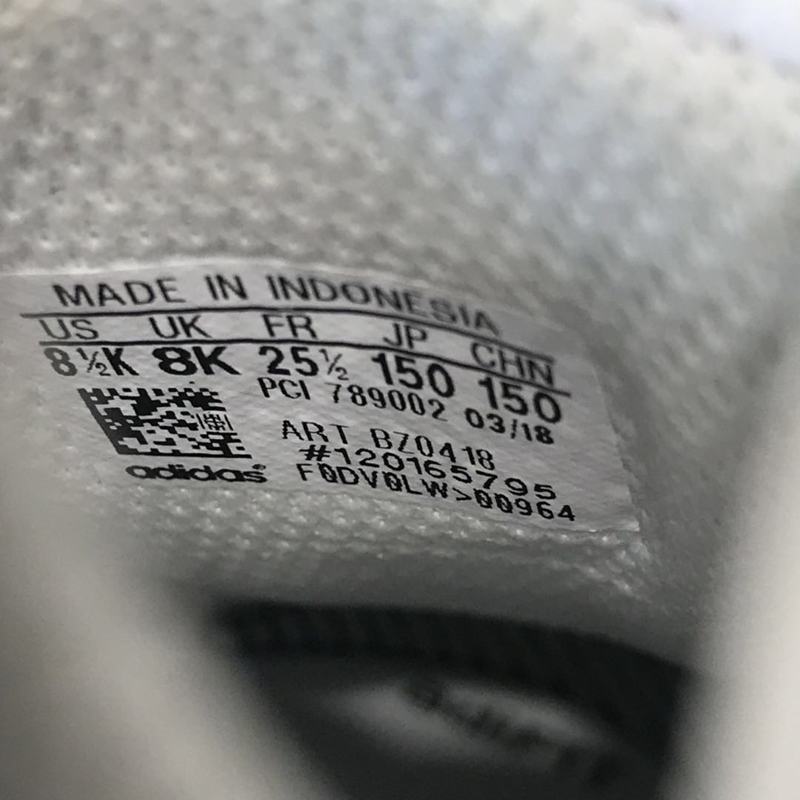 MADE IN INDONESIA
US UK FR JP CHN
8½K 8K 25½ 150 150
PCI 789002 03/18
ART BZ0418
#120165795
F0DV0LW>00964
adidas®